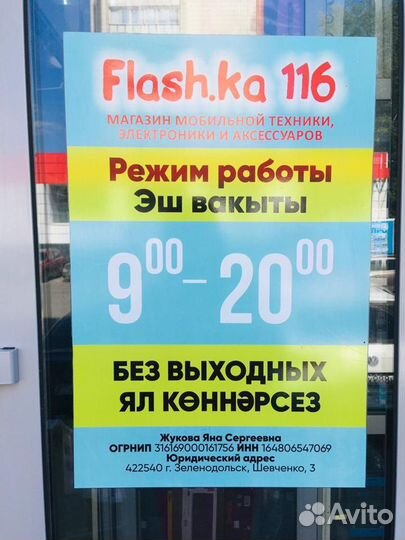 Flash.ka 116
МАГАЗИН МОБИЛЬНОЙ ТЕХНИКИ,
ЭЛЕКТРОНИКИ И АКСЕССУАРОВ
Режим работы
Эш вакыты
9⁰⁰ – 20⁰⁰
БЕЗ ВЫХОДНЫХ
ЯЛ КӨННӘРСЕЗ
Жукова Яна Сергеевна
ОГРНИП 316169000161756 ИНН 164806547069
Юридический адрес
422540 г. Зеленодольск, Шевченко, 3
Avito